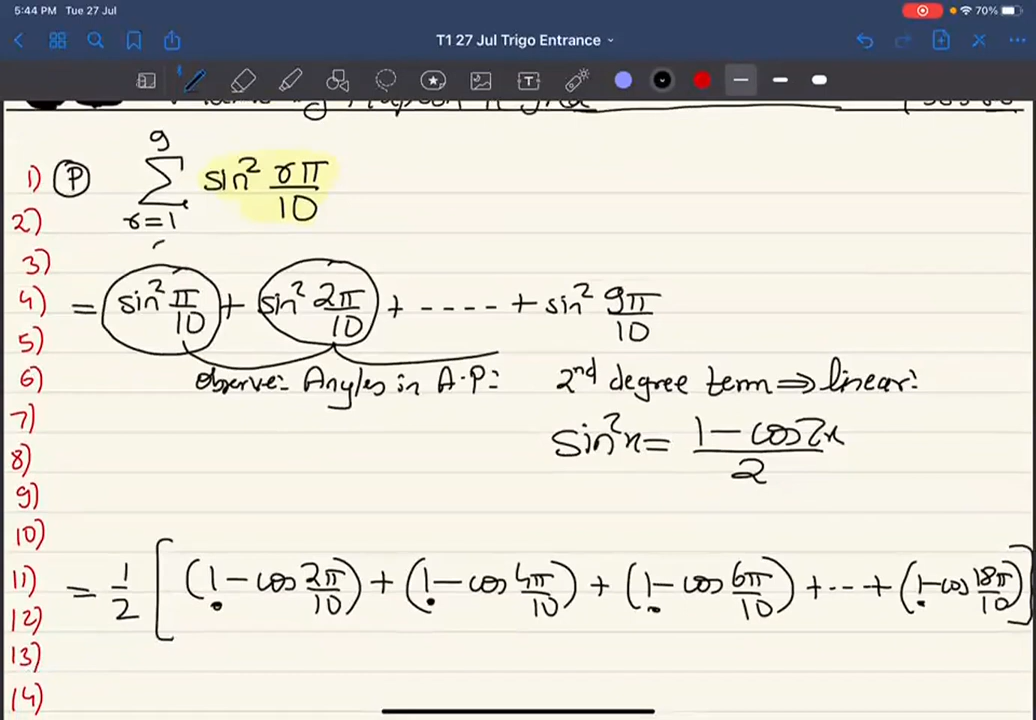 5:44 PM Tue 27 Jul 70%
T1 27 Jul Trigo Entrance
1) P ∑_{r=1}^{9} sin² rπ/10
2)
3)
4) = sin² π/10 + sin² 2π/10 + ---- + sin² 9π/10
5)
6) Observe:- Angles in A.P:- 2nd degree term ⇒ linear:-
7)
8) sin²x = (1 - cos2x)/2
9)
10)
11) = 1/2 [(1 - cos 2π/10) + (1 - cos 4π/10) + (1 - cos 6π/10) + --- + (1 - cos 18π/10)]
12)
13)
14)